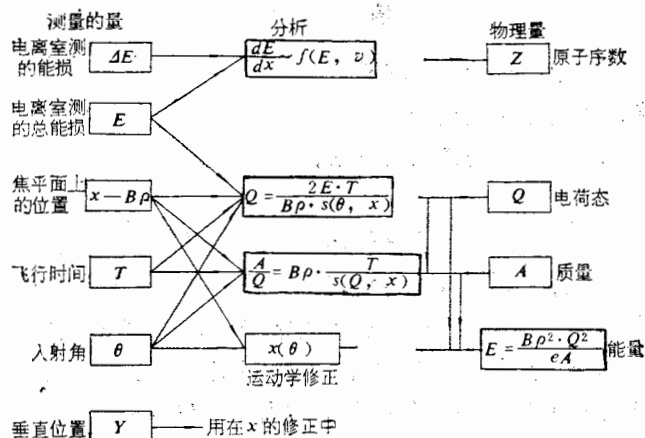 测量的量 分析 物理量
电离室测的能损 ΔE dE/dx ~ f(E, v) Z 原子序数
电离室测的总能损 E
焦平面上的位置 x—Bρ Q = 2E·T / Bρ·s(θ, x) Q 电荷态
飞行时间 T A/Q = Bρ· T / s(Q, x) A 质量
入射角 θ x(θ) E = Bρ²·Q² / eA 能量
运动学修正
垂直位置 Y 用在x的修正中